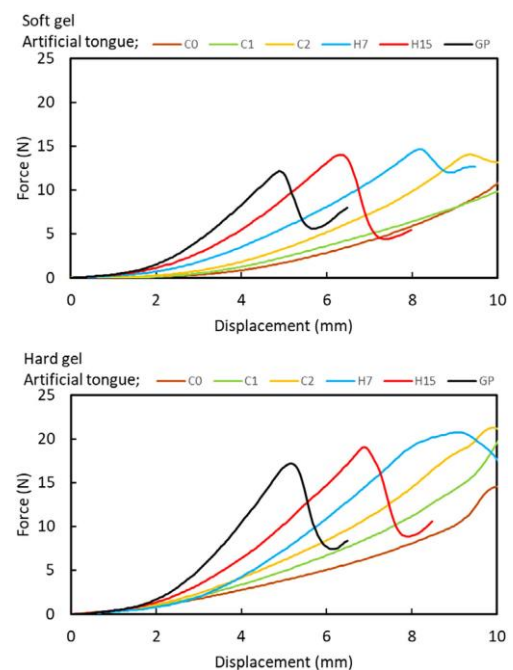 Soft gel
Artificial tongue; C0 C1 C2 H7 H15 GP
25
20
15
10
5
0
Force (N)
0 2 4 6 8 10
Displacement (mm)
Hard gel
Artificial tongue; C0 C1 C2 H7 H15 GP
25
20
15
10
5
0
Force (N)
0 2 4 6 8 10
Displacement (mm)